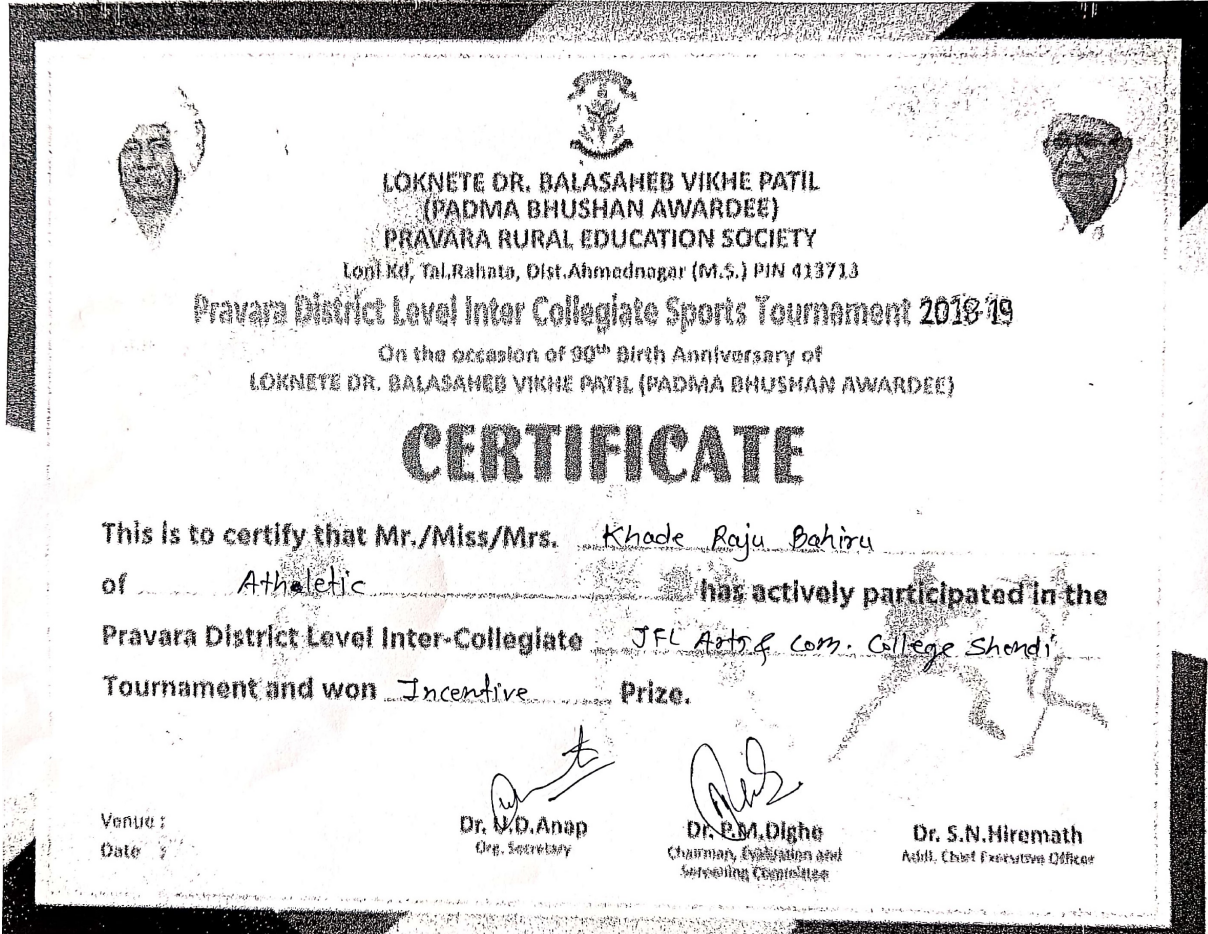 LOKNETE DR. BALASAHEB VIKHE PATIL
(PADMA BHUSHAN AWARDEE)
PRAVARA RURAL EDUCATION SOCIETY
Loni Kd, Tal.Rahata, Dist.Ahmednagar (M.S.) PIN 413713
Pravara District Level Inter Collegiate Sports Tournament 2018-19
On the occasion of 90th Birth Anniversary of
LOKNETE DR. BALASAHEB VIKHE PATIL (PADMA BHUSHAN AWARDEE)
CERTIFICATE
This is to certify that Mr./Miss/Mrs. Khade Raju Bahiru
of Atheletic has actively participated in the
Pravara District Level Inter-Collegiate JFL Arts & Com. College Shendi
Tournament and won Incentive Prize.
Venue :
Date :
Dr. U.D.Anap
Org. Secretary
Dr. P.M.Dighe
Chairman, Evaluation and
Screening Committee
Dr. S.N.Hiremath
Addl. Chief Executive Officer